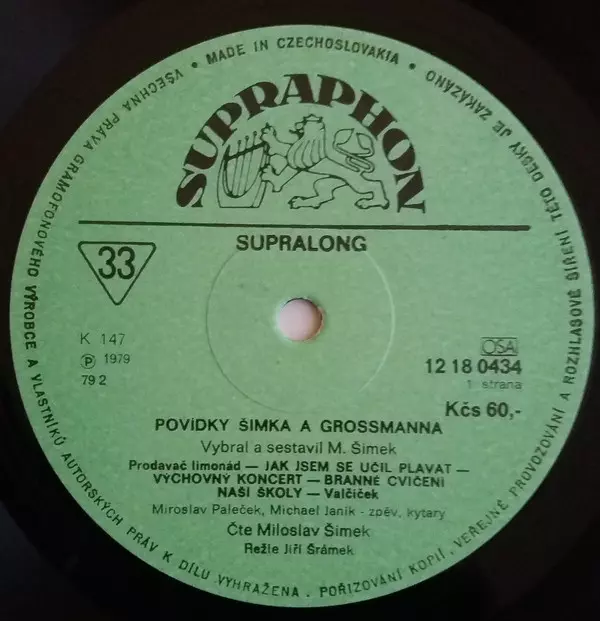 VŠECHNA PRÁVA GRAMOFONOVÉHO VÝROBCE A VLASTNÍKŮ AUTORSKÝCH PRÁV K DÍLU VYHRAŽENA. POŘIZOVÁNÍ KOPIÍ, VEŘEJNÉ PROVOZOVÁNÍ A ROZHLASOVÉ ŠÍŘENÍ TÉTO DESKY JE ZAKÁZÁNO
• MADE IN CZECHOSLOVAKIA •
SUPRAPHON
SUPRALONG
33
K 147
Ⓟ 1979
79 2
OSA
12 18 0434
1. strana
Kčs 60,-
POVÍDKY ŠIMKA A GROSSMANNA
Vybral a sestavil M. Šimek
Prodavač limonád — JAK JSEM SE UČIL PLAVAT —
VÝCHOVNÝ KONCERT — BRANNÉ CVIČENÍ
NAŠÍ ŠKOLY — Valčíček
Miroslav Paleček, Michael Janík - zpěv, kytary
Čte Miloslav Šimek
Režie Jiří Šrámek